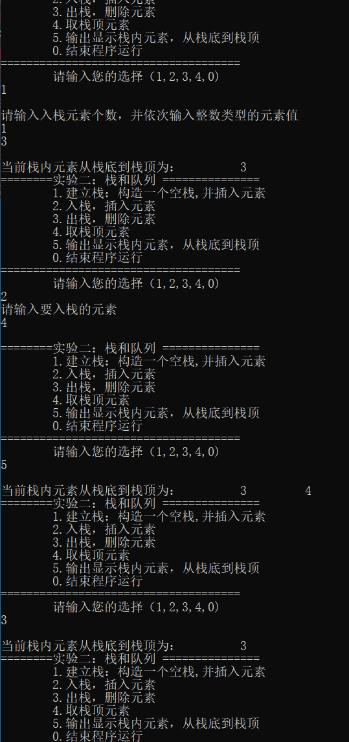 2.入栈，插入元素
3.出栈，删除元素
4.取栈顶元素
5.输出显示栈内元素，从栈底到栈顶
0.结束程序运行
=====================================
请输入您的选择（1,2,3,4,0)
1
请输入入栈元素个数，并依次输入整数类型的元素值
1
3
当前栈内元素从栈底到栈顶为: 3
========实验二：栈和队列 ===============
1.建立栈：构造一个空栈,并插入元素
2.入栈，插入元素
3.出栈，删除元素
4.取栈顶元素
5.输出显示栈内元素，从栈底到栈顶
0.结束程序运行
=====================================
请输入您的选择（1,2,3,4,0)
2
请输入要入栈的元素
4
========实验二：栈和队列 ===============
1.建立栈：构造一个空栈,并插入元素
2.入栈，插入元素
3.出栈，删除元素
4.取栈顶元素
5.输出显示栈内元素，从栈底到栈顶
0.结束程序运行
=====================================
请输入您的选择（1,2,3,4,0)
5
当前栈内元素从栈底到栈顶为: 3 4
========实验二：栈和队列 ===============
1.建立栈：构造一个空栈,并插入元素
2.入栈，插入元素
3.出栈，删除元素
4.取栈顶元素
5.输出显示栈内元素，从栈底到栈顶
0.结束程序运行
=====================================
请输入您的选择（1,2,3,4,0)
3
当前栈内元素从栈底到栈顶为: 3
========实验二：栈和队列 ===============
1.建立栈：构造一个空栈,并插入元素
2.入栈，插入元素
3.出栈，删除元素
4.取栈顶元素
5.输出显示栈内元素，从栈底到栈顶
0.结束程序运行